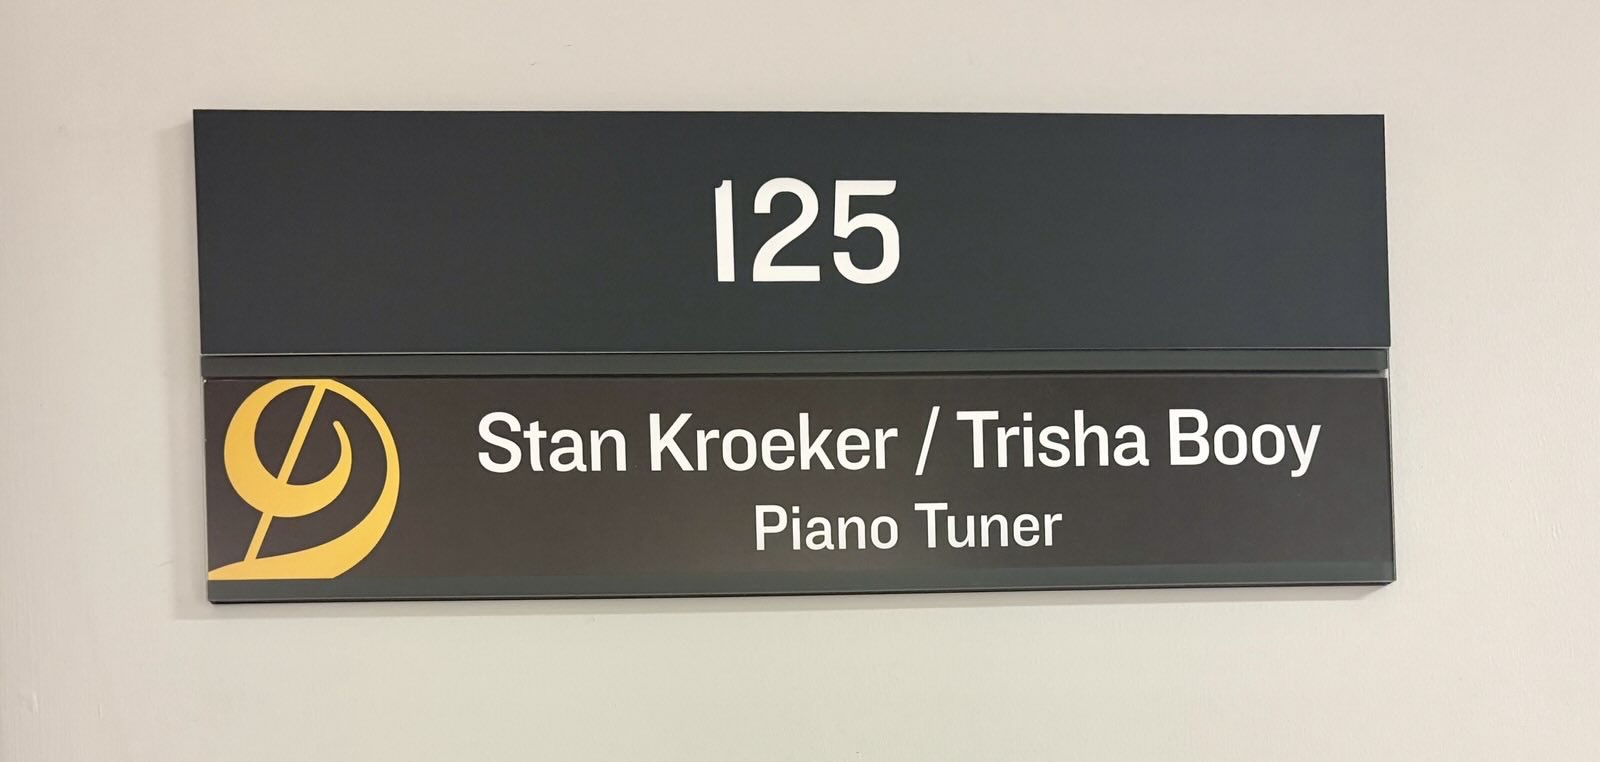 125
Stan Kroeker / Trisha Booy
Piano Tuner